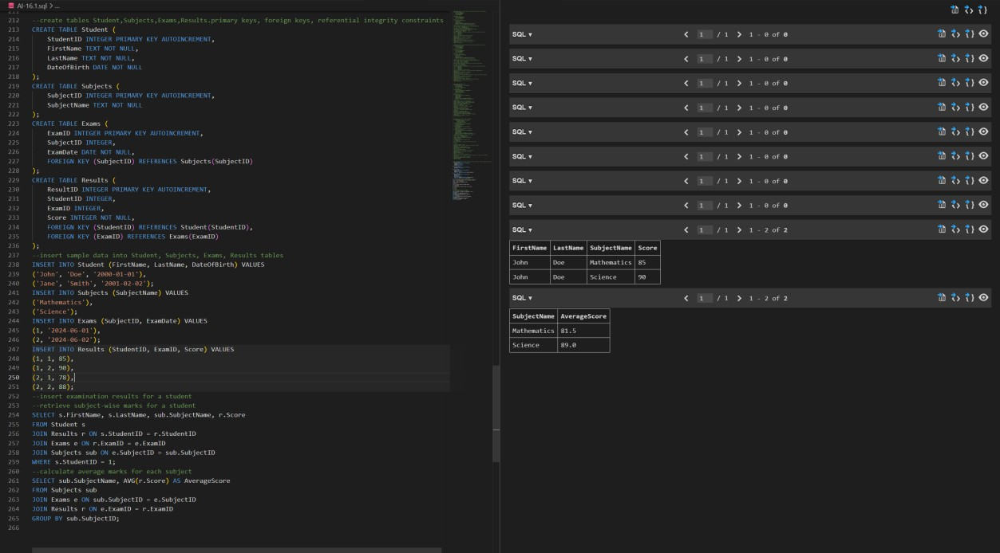 AI-16.1.sql > ...
211
212 --create tables Student,Subjects,Exams,Results.primary keys, foreign keys, referential integrity constraints
213 CREATE TABLE Student (
214 StudentID INTEGER PRIMARY KEY AUTOINCREMENT,
215 FirstName TEXT NOT NULL,
216 LastName TEXT NOT NULL,
217 DateOfBirth DATE NOT NULL
218 );
219 CREATE TABLE Subjects (
220 SubjectID INTEGER PRIMARY KEY AUTOINCREMENT,
221 SubjectName TEXT NOT NULL
222 );
223 CREATE TABLE Exams (
224 ExamID INTEGER PRIMARY KEY AUTOINCREMENT,
225 SubjectID INTEGER,
226 ExamDate DATE NOT NULL,
227 FOREIGN KEY (SubjectID) REFERENCES Subjects(SubjectID)
228 );
229 CREATE TABLE Results (
230 ResultID INTEGER PRIMARY KEY AUTOINCREMENT,
231 StudentID INTEGER,
232 ExamID INTEGER,
233 Score INTEGER NOT NULL,
234 FOREIGN KEY (StudentID) REFERENCES Student(StudentID),
235 FOREIGN KEY (ExamID) REFERENCES Exams(ExamID)
236 );
237 --insert sample data into Student, Subjects, Exams, Results tables
238 INSERT INTO Student (FirstName, LastName, DateOfBirth) VALUES
239 ('John', 'Doe', '2000-01-01'),
240 ('Jane', 'Smith', '2001-02-02');
241 INSERT INTO Subjects (SubjectName) VALUES
242 ('Mathematics'),
243 ('Science');
244 INSERT INTO Exams (SubjectID, ExamDate) VALUES
245 (1, '2024-06-01'),
246 (2, '2024-06-02');
247 INSERT INTO Results (StudentID, ExamID, Score) VALUES
248 (1, 1, 85),
249 (1, 2, 90),
250 (2, 1, 78),
251 (2, 2, 88);
252 --insert examination results for a student
253 --retrieve subject-wise marks for a student
254 SELECT s.FirstName, s.LastName, sub.SubjectName, r.Score
255 FROM Student s
256 JOIN Results r ON s.StudentID = r.StudentID
257 JOIN Exams e ON r.ExamID = e.ExamID
258 JOIN Subjects sub ON e.SubjectID = sub.SubjectID
259 WHERE s.StudentID = 1;
260 --calculate average marks for each subject
261 SELECT sub.SubjectName, AVG(r.Score) AS AverageScore
262 FROM Subjects sub
263 JOIN Exams e ON sub.SubjectID = e.SubjectID
264 JOIN Results r ON e.ExamID = r.ExamID
265 GROUP BY sub.SubjectID;
266
SQL ▾ < 1 / 1 > 1 - 0 of 0
SQL ▾ < 1 / 1 > 1 - 0 of 0
SQL ▾ < 1 / 1 > 1 - 0 of 0
SQL ▾ < 1 / 1 > 1 - 0 of 0
SQL ▾ < 1 / 1 > 1 - 0 of 0
SQL ▾ < 1 / 1 > 1 - 0 of 0
SQL ▾ < 1 / 1 > 1 - 0 of 0
SQL ▾ < 1 / 1 > 1 - 0 of 0
SQL ▾ < 1 / 1 > 1 - 2 of 2
FirstName LastName SubjectName Score
John Doe Mathematics 85
John Doe Science 90
SQL ▾ < 1 / 1 > 1 - 2 of 2
SubjectName AverageScore
Mathematics 81.5
Science 89.0